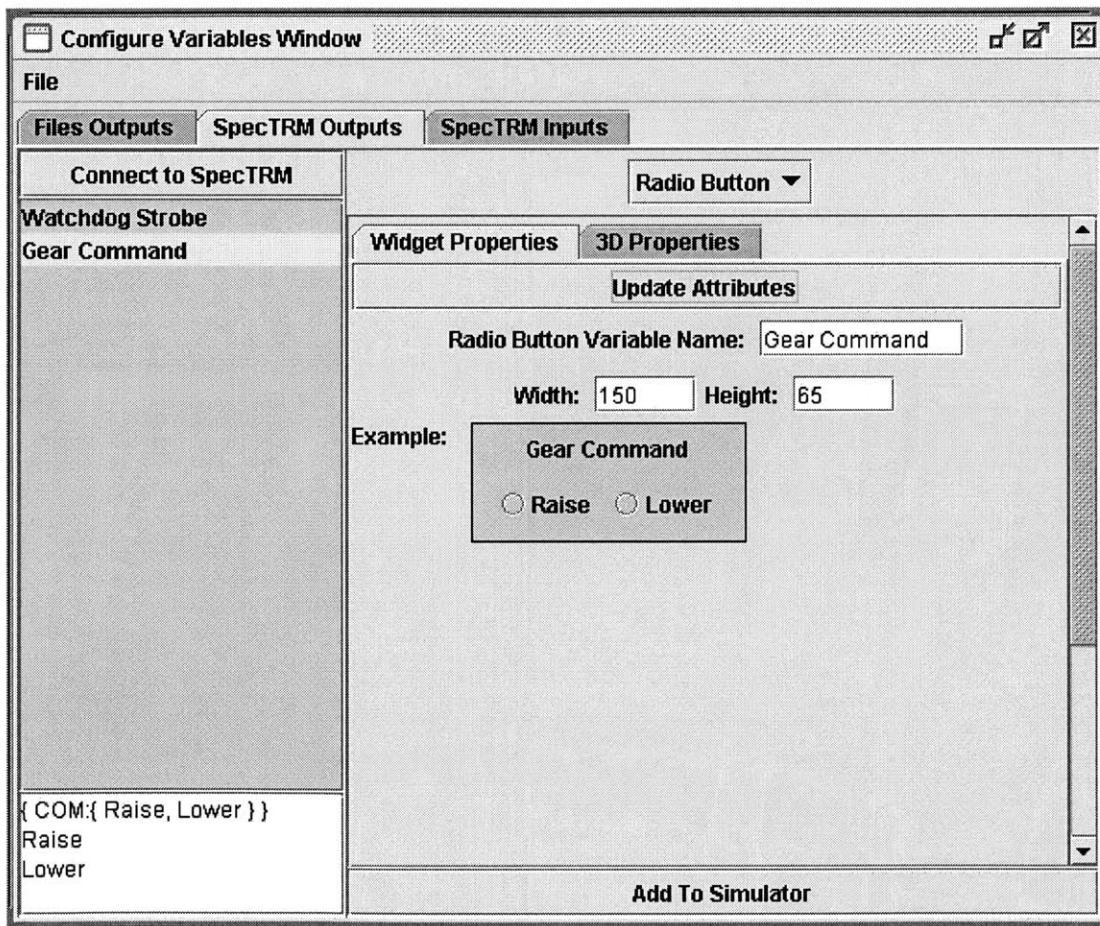 Configure Variables Window
File
Files Outputs SpecTRM Outputs SpecTRM Inputs
Connect to SpecTRM
Watchdog Strobe
Gear Command
Radio Button
Widget Properties 3D Properties
Update Attributes
Radio Button Variable Name: Gear Command
Width: 150 Height: 65
Example:
Gear Command
Raise Lower
{ COM:{ Raise, Lower } }
Raise
Lower
Add To Simulator